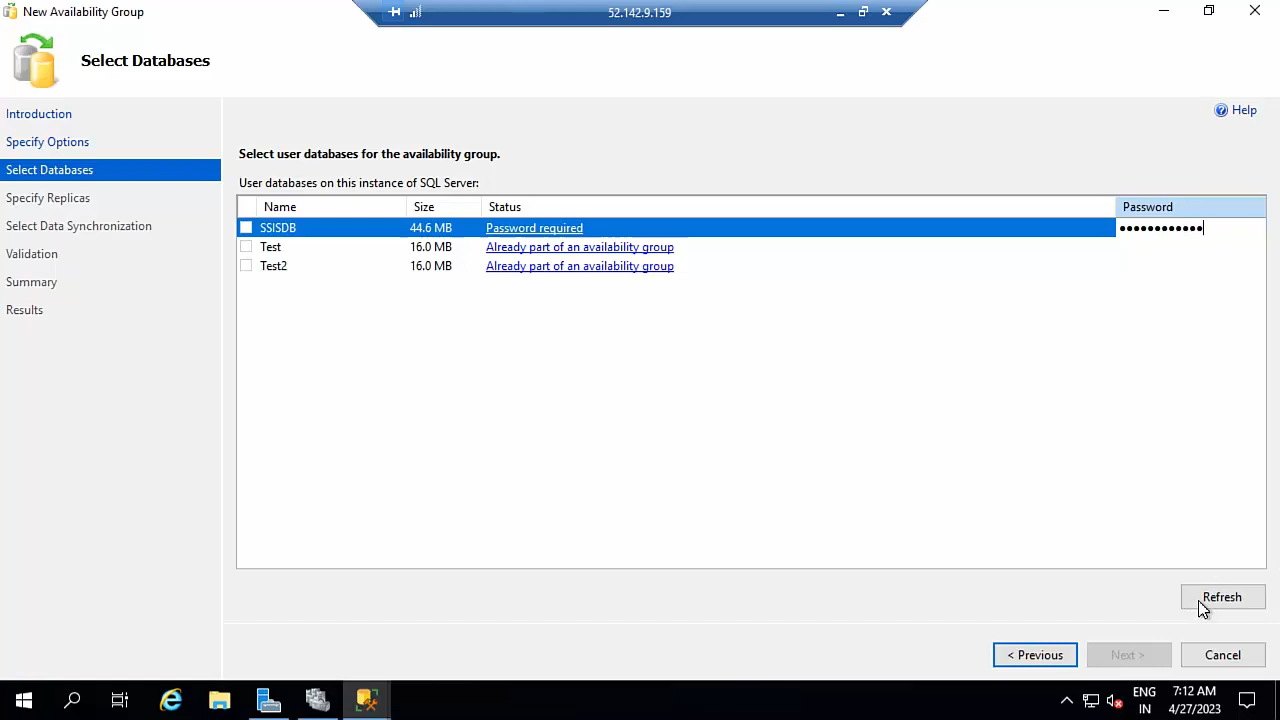 New Availability Group
52.142.9.159
Select Databases
Introduction
Specify Options
Select Databases
Specify Replicas
Select Data Synchronization
Validation
Summary
Results
Help
Select user databases for the availability group.
User databases on this instance of SQL Server:
Name Size Status Password
SSISDB 44.6 MB Password required ●●●●●●●●●●●●
Test 16.0 MB Already part of an availability group
Test2 16.0 MB Already part of an availability group
Refresh
< Previous Next > Cancel
ENG 7:12 AM
IN 4/27/2023